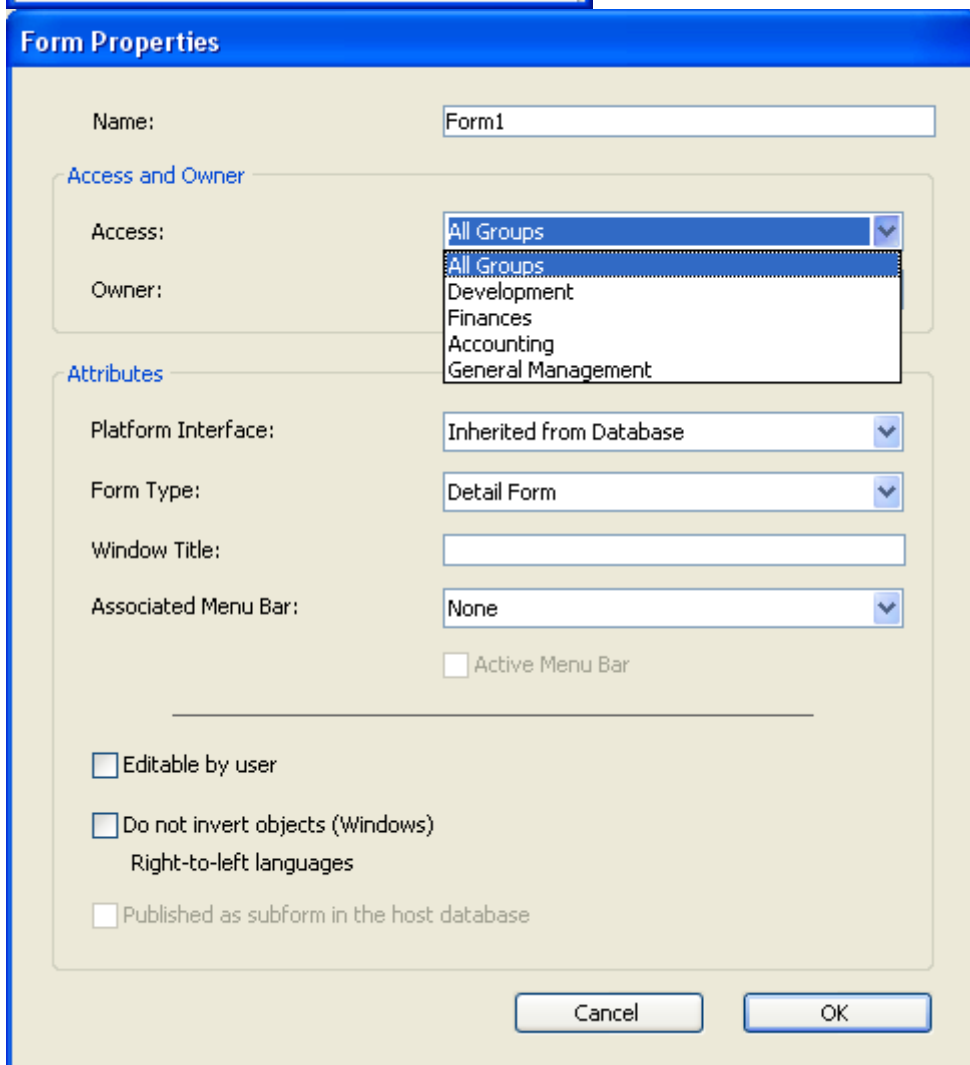 Form Properties
Name: Form1
Access and Owner
Access: All Groups
All Groups
Owner:
Development
Finances
Accounting
General Management
Attributes
Platform Interface: Inherited from Database
Form Type: Detail Form
Window Title:
Associated Menu Bar: None
Active Menu Bar
Editable by user
Do not invert objects (Windows)
Right-to-left languages
Published as subform in the host database
Cancel OK